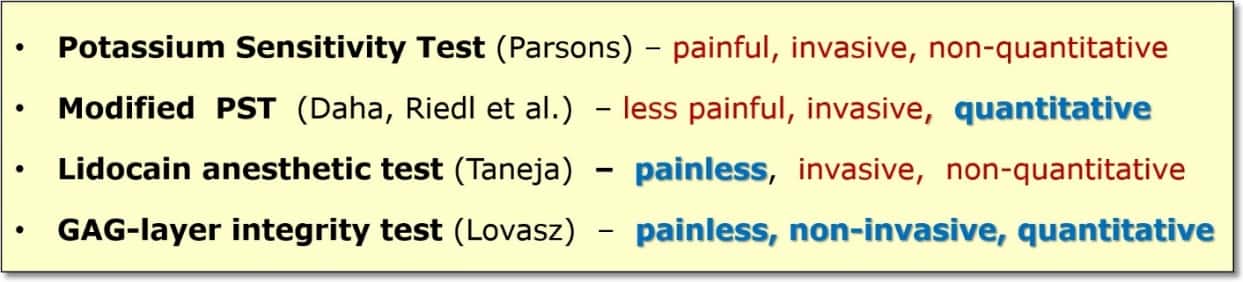 • Potassium Sensitivity Test (Parsons) – painful, invasive, non-quantitative
• Modified PST (Daha, Riedl et al.) – less painful, invasive, quantitative
• Lidocain anesthetic test (Taneja) – painless, invasive, non-quantitative
• GAG-layer integrity test (Lovasz) – painless, non-invasive, quantitative